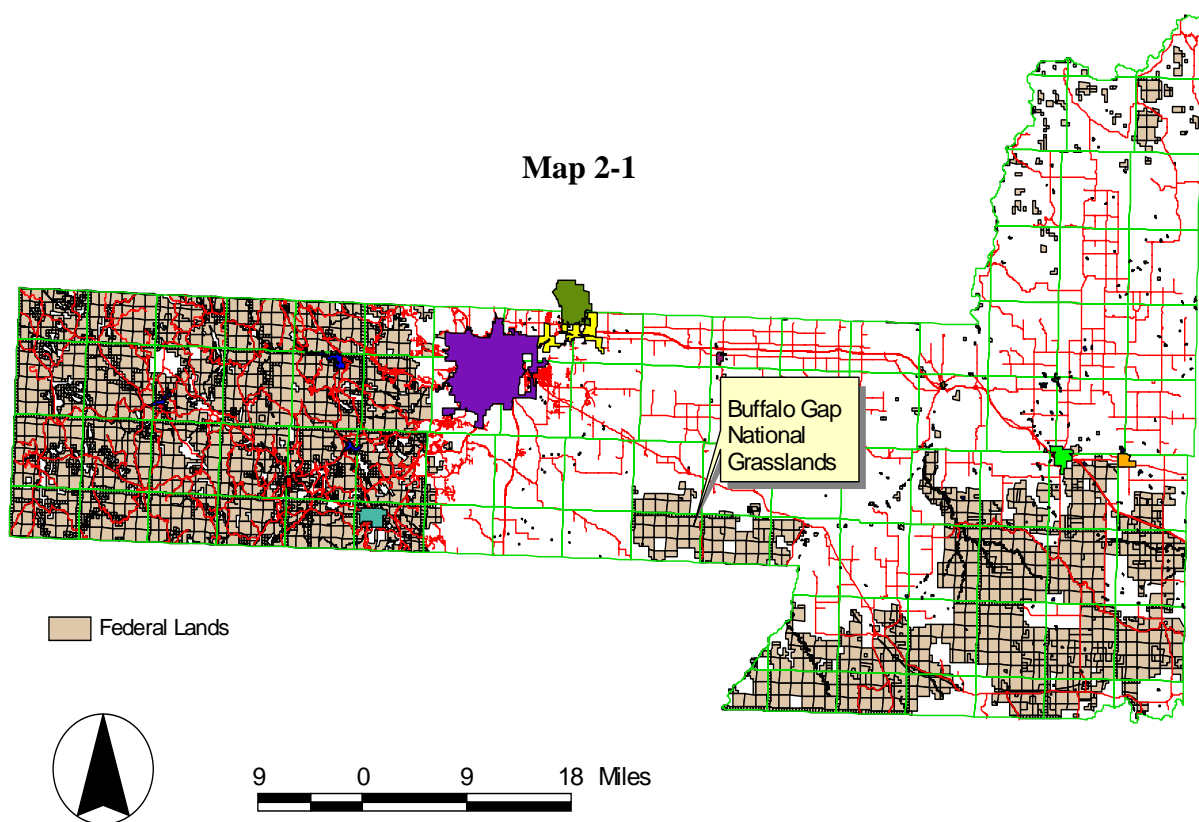 Map 2-1
Buffalo Gap
National
Grasslands
Federal Lands
9 0 9 18 Miles